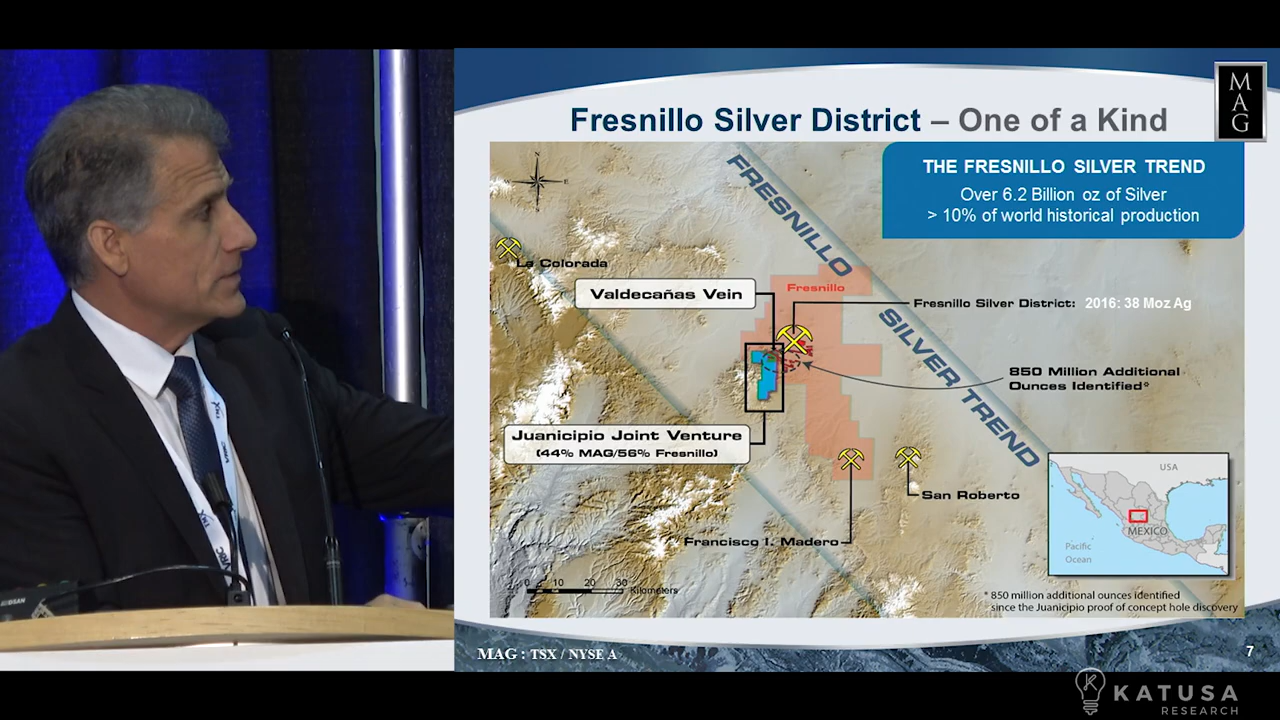 MAG
Fresnillo Silver District – One of a Kind
THE FRESNILLO SILVER TREND
Over 6.2 Billion oz of Silver
> 10% of world historical production
N
E
S
FRESNILLO
SILVER TREND
La Colorada
Valdecañas Vein
Fresnillo
Fresnillo Silver District: 2016: 38 Moz Ag
850 Million Additional
Ounces Identified*
Juanicipio Joint Venture
(44% MAG/56% Fresnillo)
San Roberto
Francisco I. Madero
USA
MEXICO
Pacific
Ocean
0 10 20 30
Kilometers
* 850 million additional ounces identified
since the Juanicipio proof of concept hole discovery
MAG : TSX / NYSE A
7
VRIC
VRIC
K
KATUSA
RESEARCH